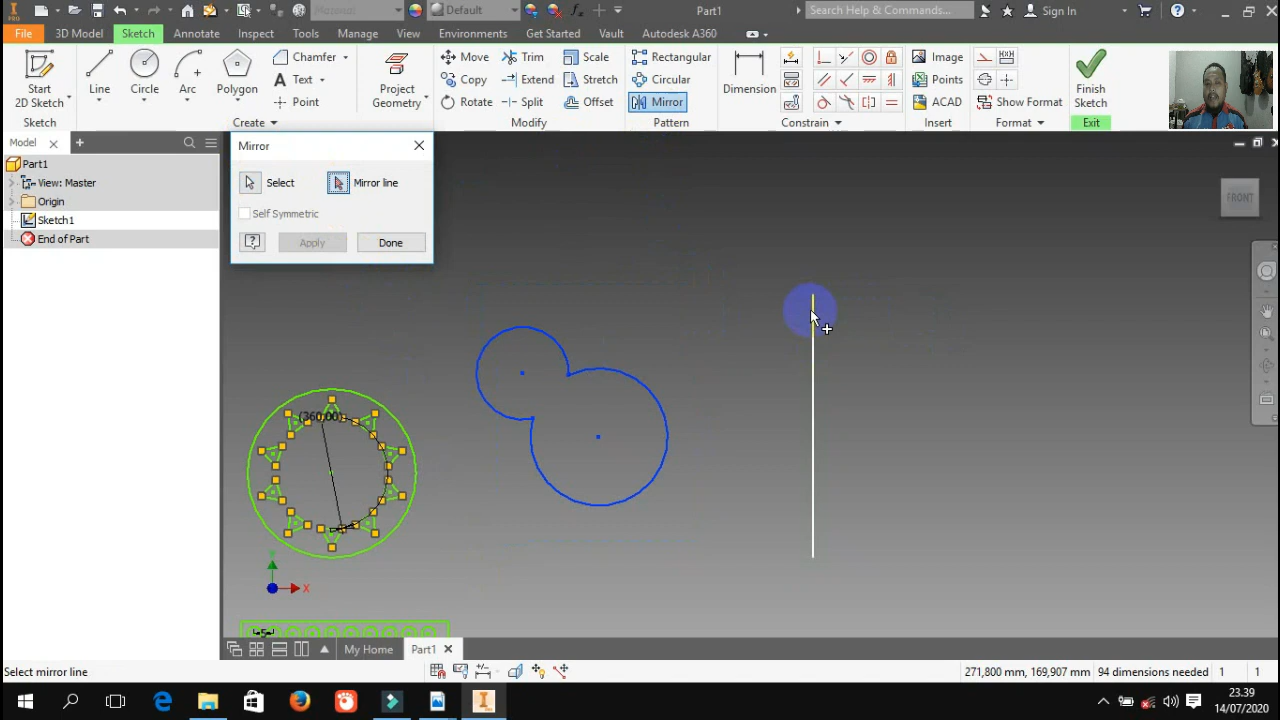 PRO
Material
Default
Part1
Search Help & Commands...
Sign In
File
3D Model
Sketch
Annotate
Inspect
Tools
Manage
View
Environments
Get Started
Vault
Autodesk A360
Start
2D Sketch
Line
Circle
Arc
Polygon
Chamfer
Text
Point
Project
Geometry
Move
Copy
Rotate
Trim
Extend
Split
Scale
Stretch
Offset
Rectangular
Circular
Mirror
Dimension
Image
Points
ACAD
Show Format
Finish
Sketch
Sketch
Create
Modify
Pattern
Constrain
Insert
Format
Exit
Model
Part1
View: Master
Origin
Sketch1
End of Part
Mirror
Select
Mirror line
Self Symmetric
Apply
Done
FRONT
(360,00)
Y
X
My Home
Part1
Select mirror line
271,800 mm, 169,907 mm
94 dimensions needed
1
1
23.39
14/07/2020